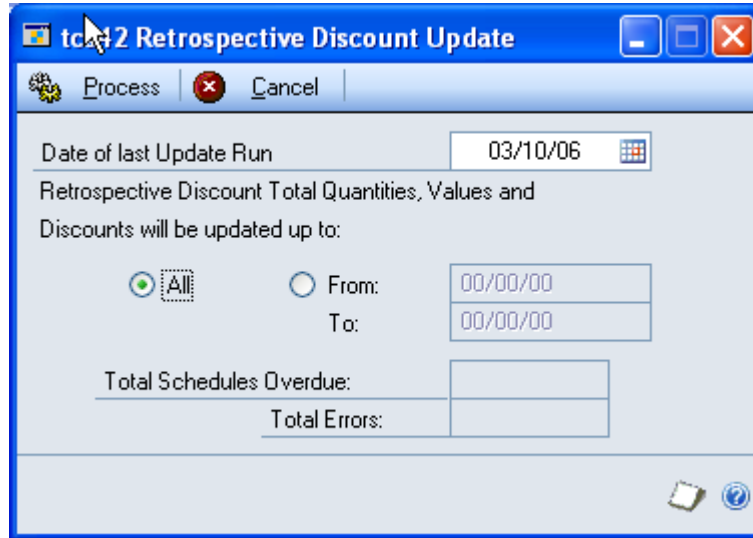 Retrospective Discount Update
Process Cancel
Date of last Update Run 03/10/06
Retrospective Discount Total Quantities, Values and
Discounts will be updated up to:
All From: 00/00/00
To: 00/00/00
Total Schedules Overdue:
Total Errors: